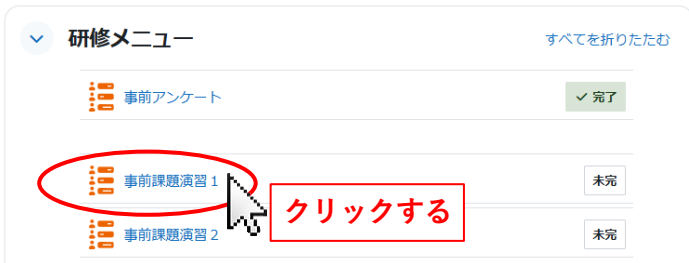 研修メニュー
すべてを折りたたむ
事前アンケート
✓ 完了
事前課題演習1
未完
クリックする
事前課題演習2
未完